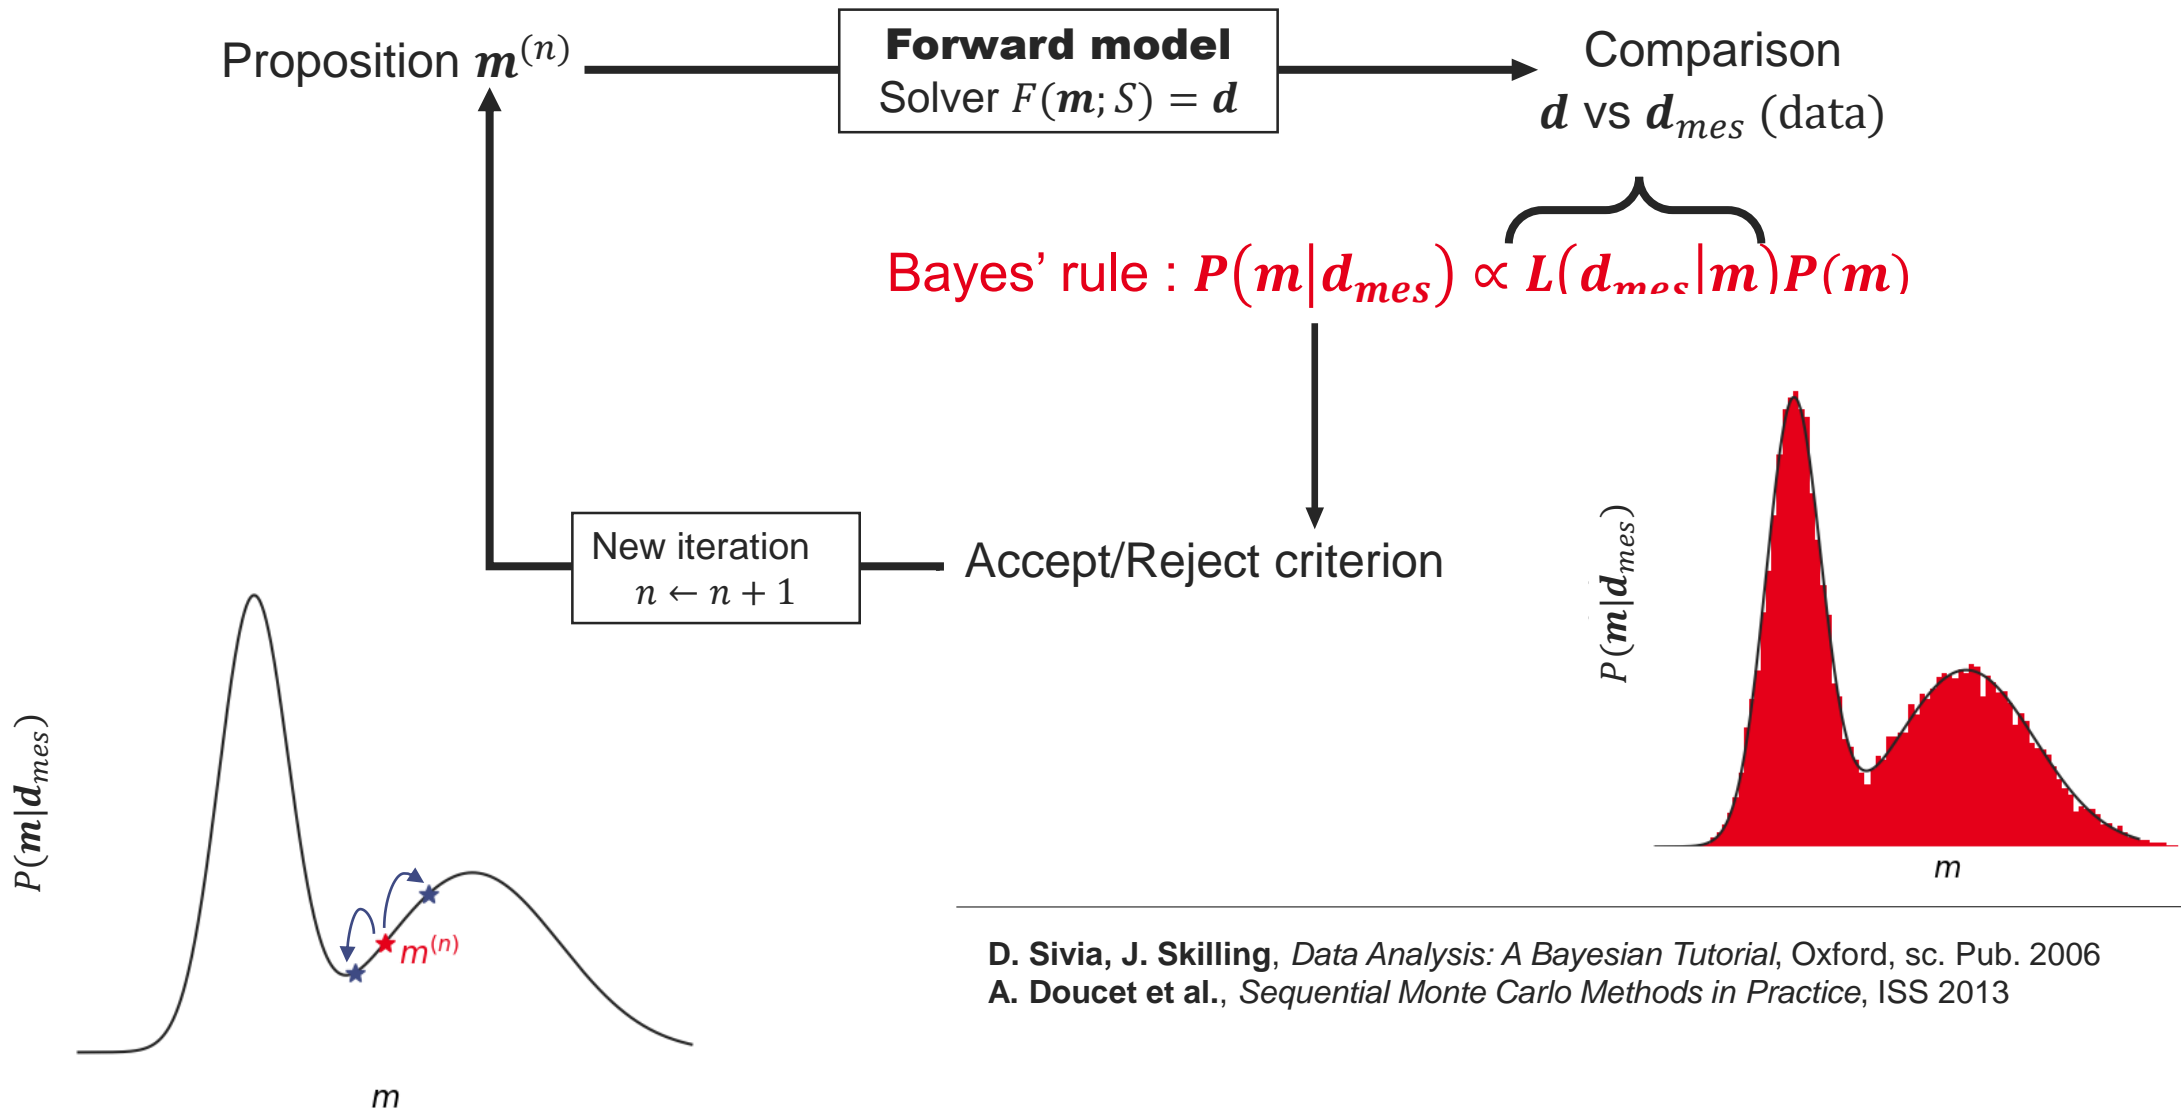 Proposition m^(n)
Forward model
Solver F(m; S) = d
Comparison
d vs d_mes (data)
Bayes’ rule : P(m|d_mes) ∝ L(d_mes|m)P(m)
Accept/Reject criterion
New iteration
n ← n + 1
P(m|d_mes)
m^(n)
m
P(m|d_mes)
m
D. Sivia, J. Skilling, Data Analysis: A Bayesian Tutorial, Oxford, sc. Pub. 2006
A. Doucet et al., Sequential Monte Carlo Methods in Practice, ISS 2013